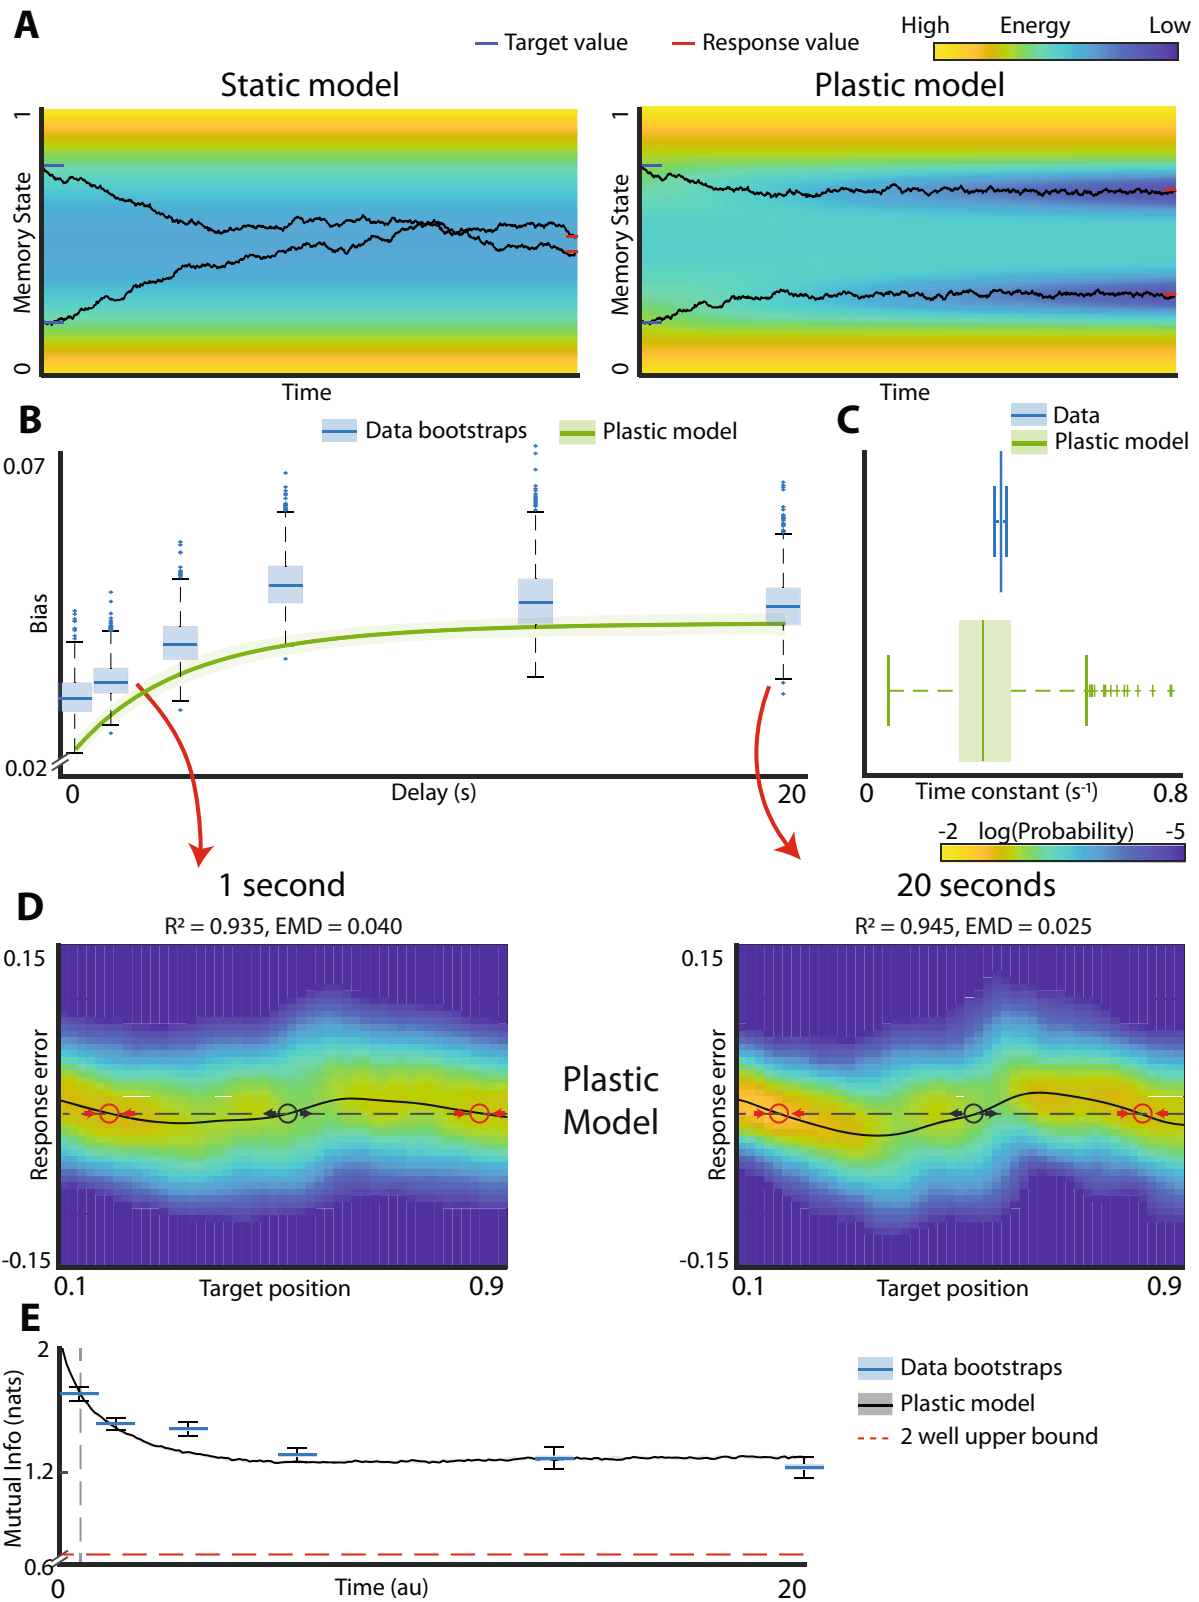 A
Target value
Response value
High Energy Low
Static model
Plastic model
1
Memory State
0
Time
1
Memory State
0
Time
B
Data bootstraps
Plastic model
0.07
Bias
0.02
0
Delay (s)
20
C
Data
Plastic model
0
Time constant (s⁻¹)
0.8
-2 log(Probability) -5
1 second
20 seconds
D
R² = 0.935, EMD = 0.040
R² = 0.945, EMD = 0.025
0.15
Response error
-0.15
0.1
Target position
0.9
Plastic
Model
0.15
Response error
-0.15
0.1
Target position
0.9
E
2
Mutual Info (nats)
1.2
0.6
0
Time (au)
20
Data bootstraps
Plastic model
2 well upper bound